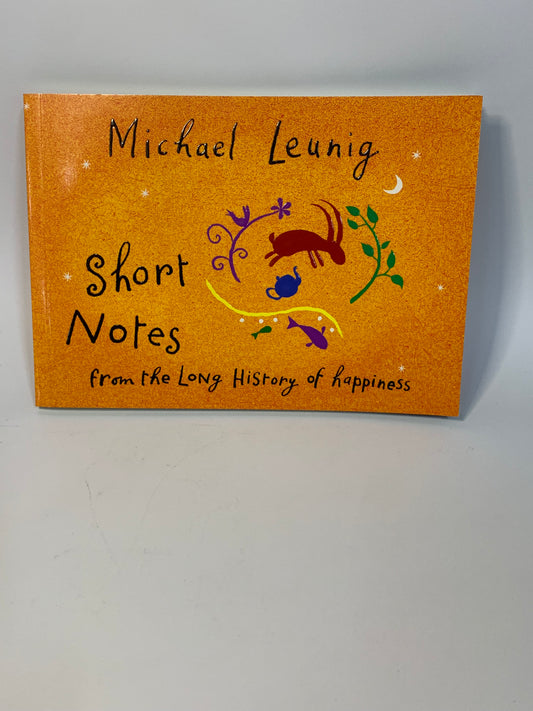 Michael Leunig
Short
Notes
from the LONG HiStory of happiness